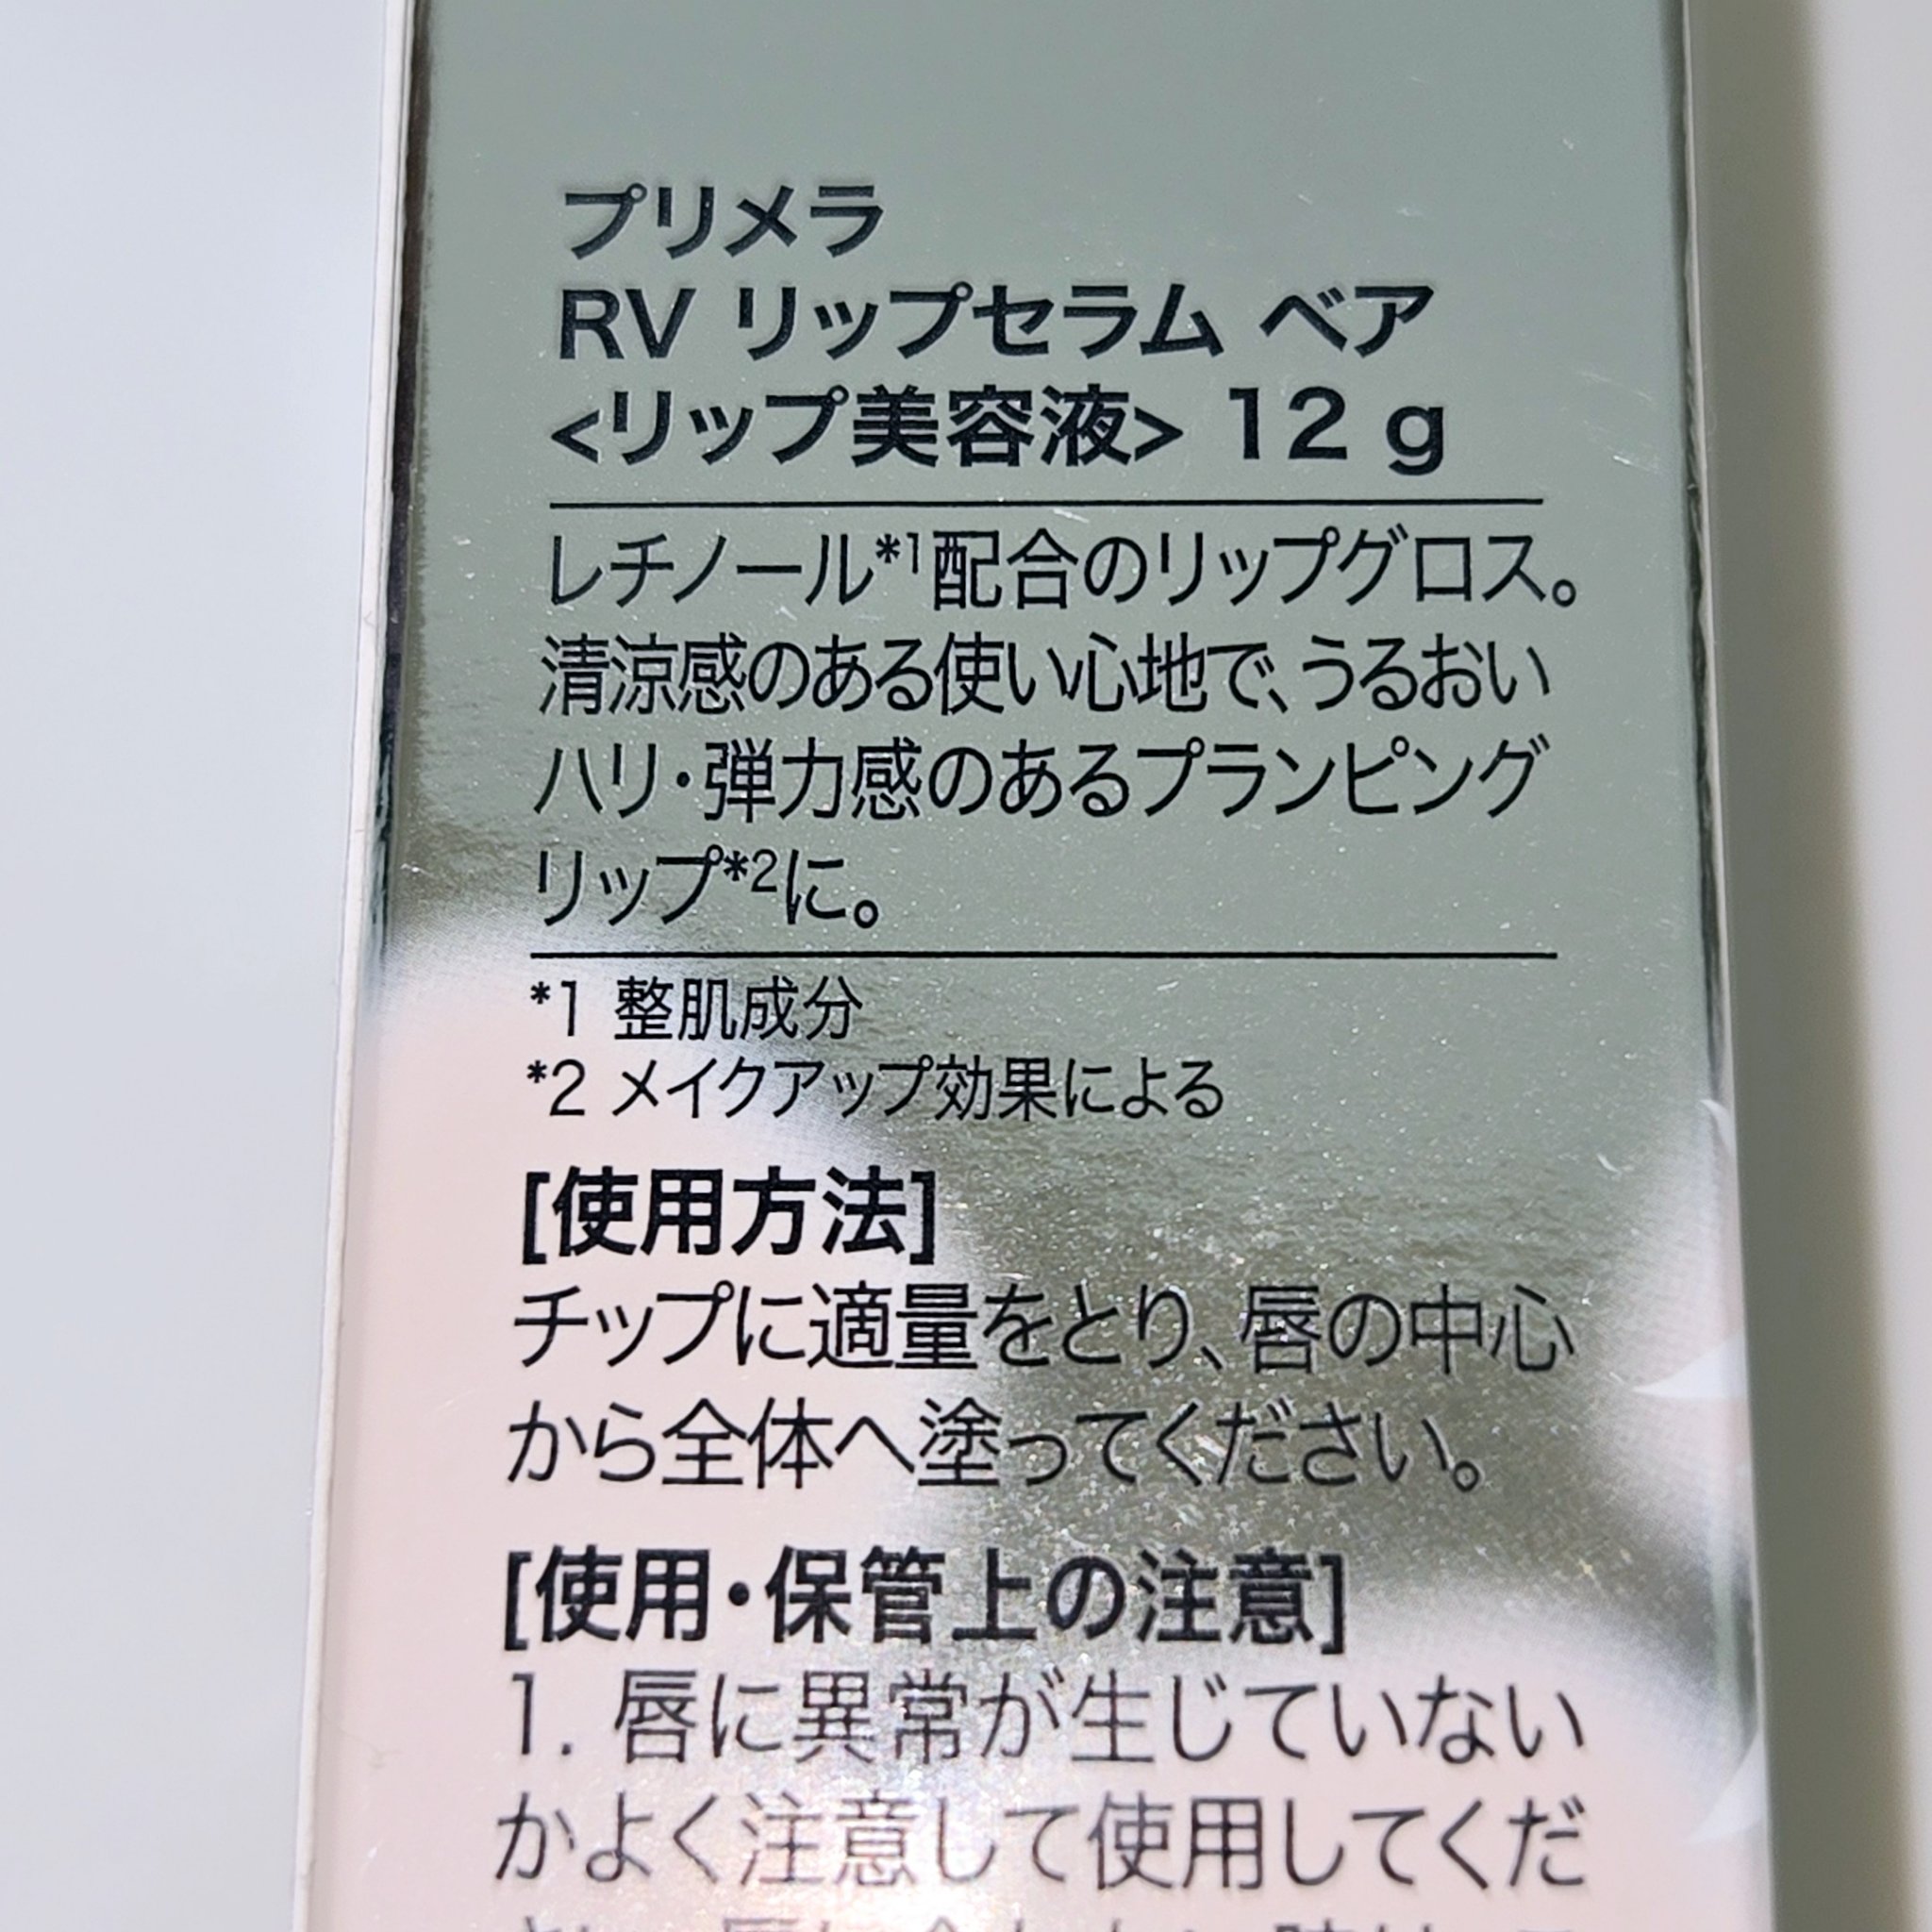 プリメラ
RV リップセラム ベア
<リップ美容液> 12 g
レチノール*1配合のリップグロス。
清涼感のある使い心地で、うるおい
ハリ・弾力感のあるプランピング
リップ*2に。
*1 整肌成分
*2 メイクアップ効果による
[使用方法]
チップに適量をとり、唇の中心
から全体へ塗ってください。
[使用・保管上の注意]
1. 唇に異常が生じていない
かよく注意して使用してくだ